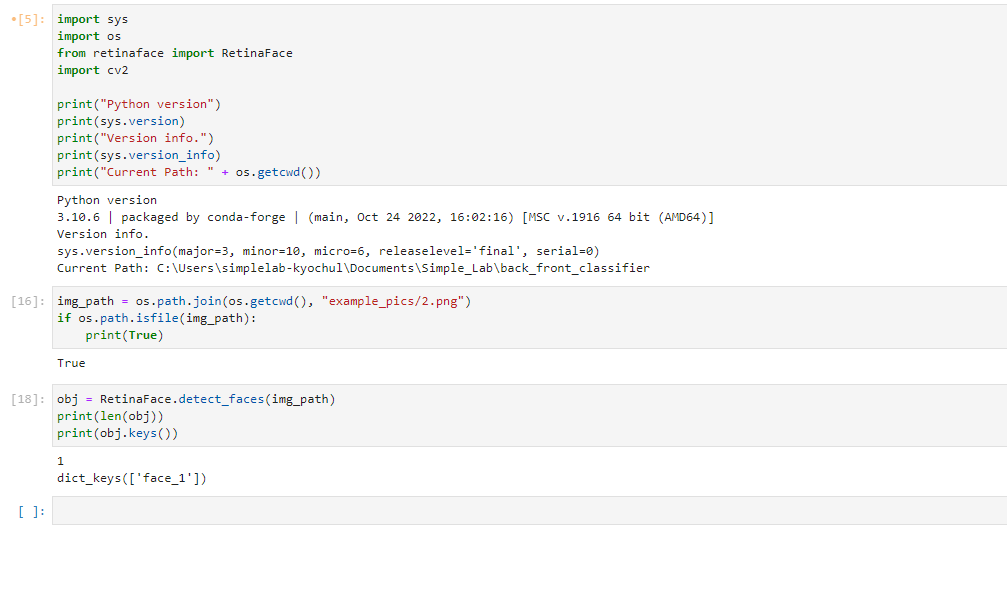 •[5]: import sys
import os
from retinaface import RetinaFace
import cv2
print("Python version")
print(sys.version)
print("Version info.")
print(sys.version_info)
print("Current Path: " + os.getcwd())
Python version
3.10.6 | packaged by conda-forge | (main, Oct 24 2022, 16:02:16) [MSC v.1916 64 bit (AMD64)]
Version info.
sys.version_info(major=3, minor=10, micro=6, releaselevel='final', serial=0)
Current Path: C:\Users\simplelab-kyochul\Documents\Simple_Lab\back_front_classifier
[16]: img_path = os.path.join(os.getcwd(), "example_pics/2.png")
if os.path.isfile(img_path):
    print(True)
True
[18]: obj = RetinaFace.detect_faces(img_path)
print(len(obj))
print(obj.keys())
1
dict_keys(['face_1'])
[ ]: